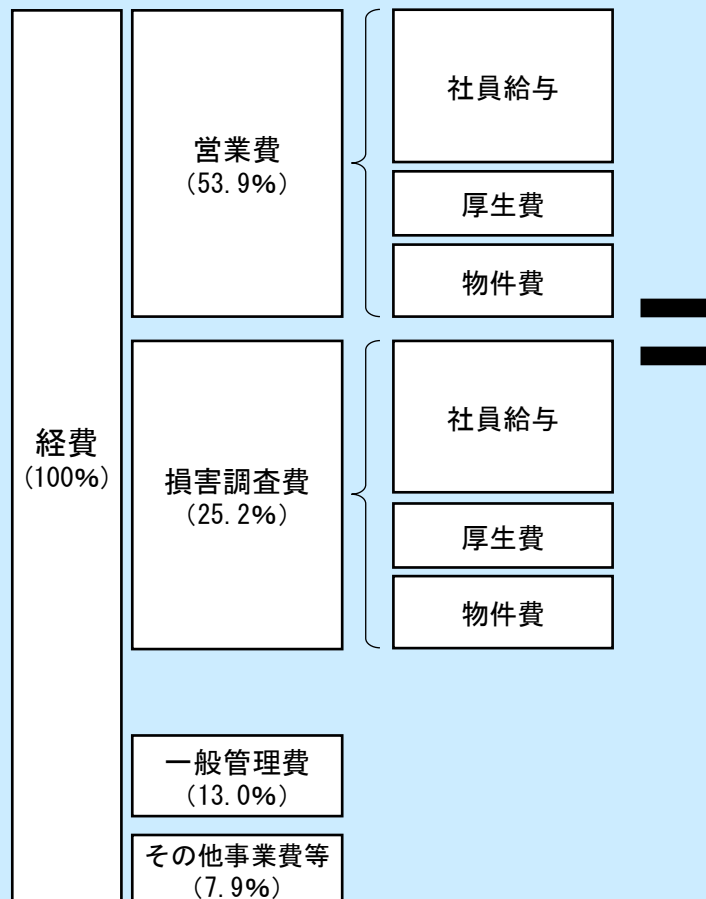 経費
(100%)
営業費
(53.9%)
社員給与
厚生費
物件費
損害調査費
(25.2%)
社員給与
厚生費
物件費
一般管理費
(13.0%)
その他事業費等
(7.9%)